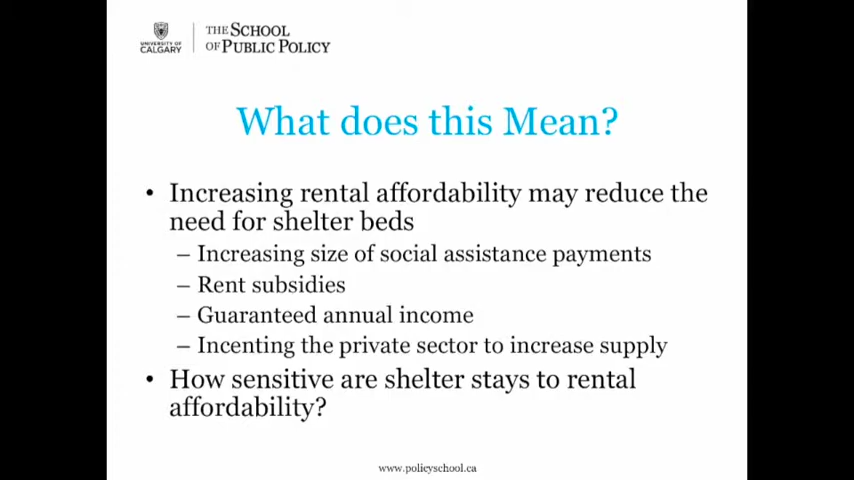 UNIVERSITY OF
CALGARY
THE SCHOOL
OF PUBLIC POLICY
What does this Mean?
• Increasing rental affordability may reduce the
need for shelter beds
– Increasing size of social assistance payments
– Rent subsidies
– Guaranteed annual income
– Incenting the private sector to increase supply
• How sensitive are shelter stays to rental
affordability?
www.policyschool.ca